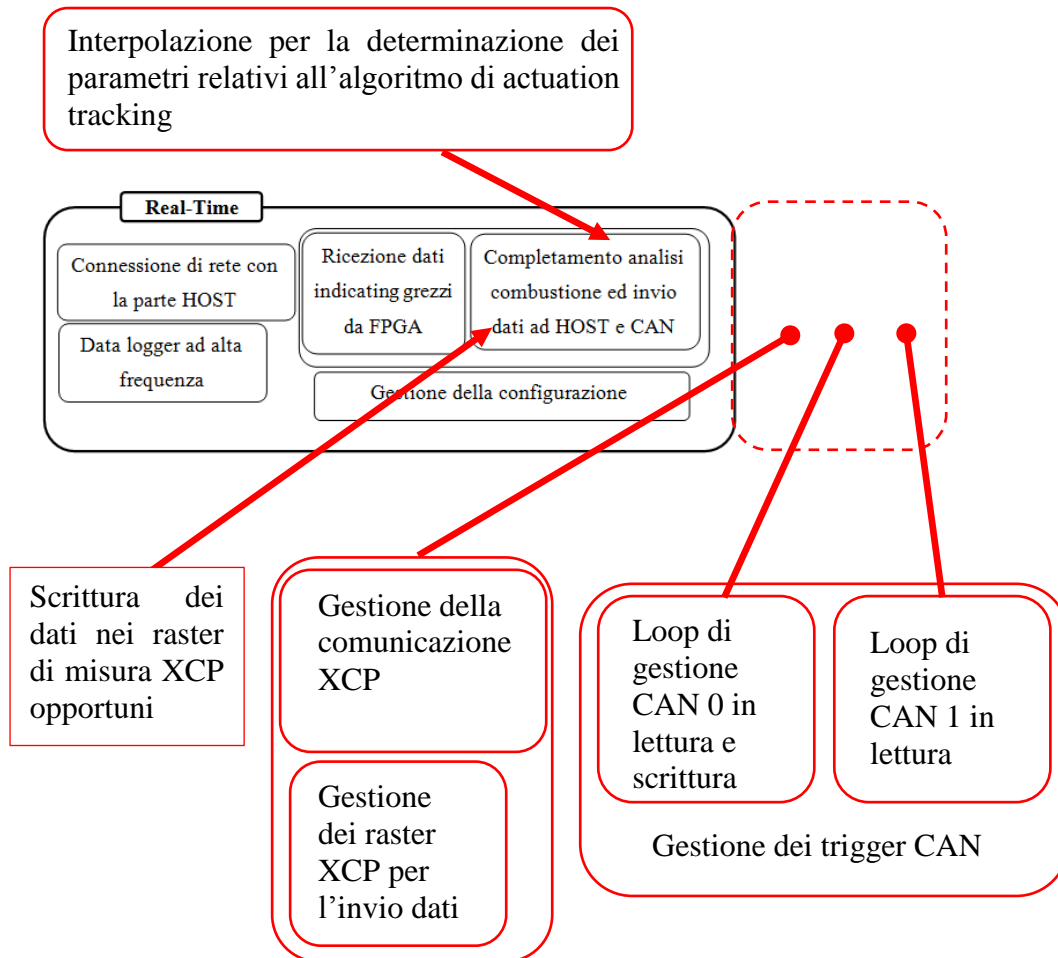 Interpolazione per la determinazione dei
parametri relativi all’algoritmo di actuation
tracking
Real-Time
Connessione di rete con
la parte HOST
Data logger ad alta
frequenza
Ricezione dati
indicating grezzi
da FPGA
Completamento analisi
combustione ed invio
dati ad HOST e CAN
Gestione della configurazione
Scrittura dei
dati nei raster
di misura XCP
opportuni
Gestione della
comunicazione
XCP
Gestione
dei raster
XCP per
l’invio dati
Loop di
gestione
CAN 0 in
lettura e
scrittura
Loop di
gestione
CAN 1 in
lettura
Gestione dei trigger CAN